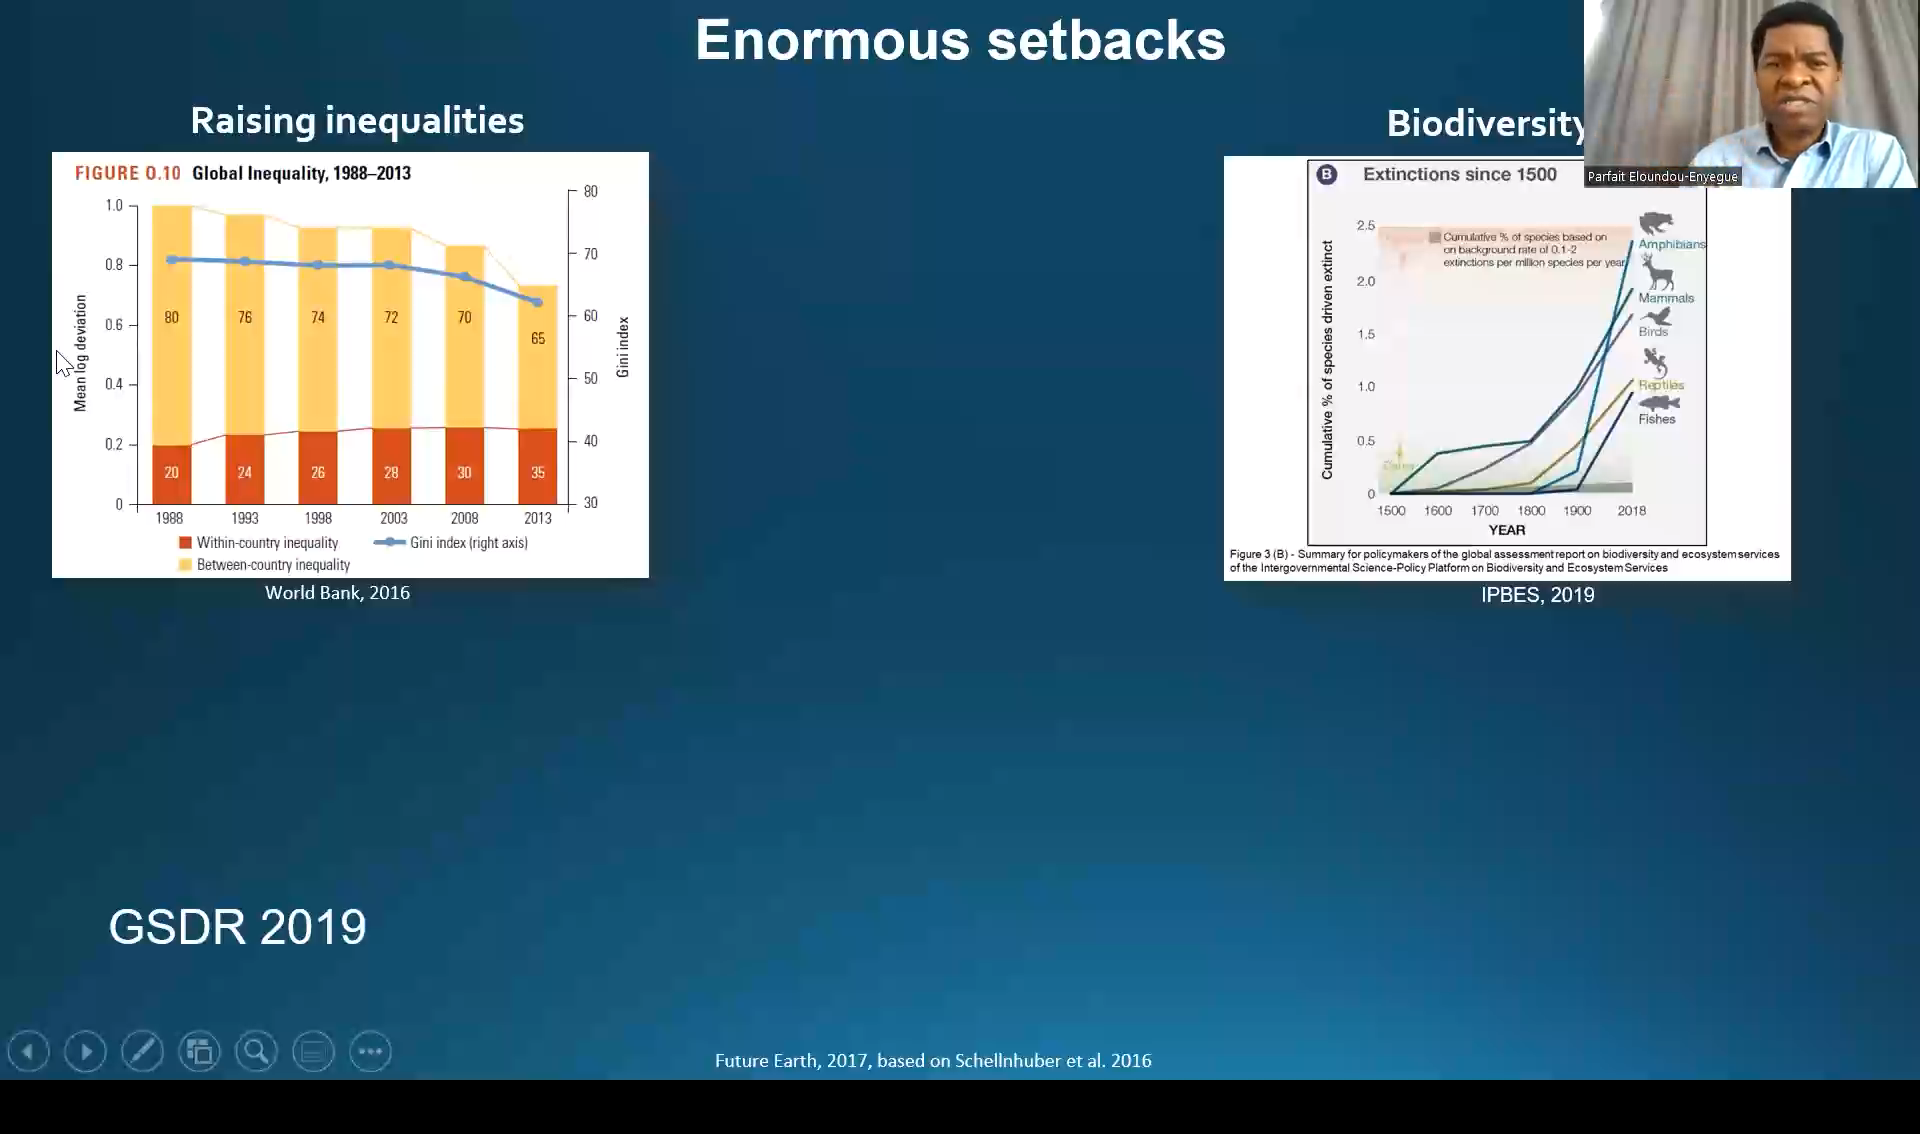 Enormous setbacks
Raising inequalities
FIGURE O.10 Global Inequality, 1988–2013
Mean log deviation
1.0
0.8
0.6
0.4
0.2
0
80
76
74
72
70
65
20
24
26
28
30
35
80
70
60
50
40
30
Gini index
1988
1993
1998
2003
2008
2013
Within-country inequality
Gini index (right axis)
Between-country inequality
World Bank, 2016
Biodiversity
Parfait Eloundou-Enyegue
B
Extinctions since 1500
Cumulative % of species driven extinct
2.5
2.0
1.5
1.0
0.5
0
Cumulative % of species based on
on background rate of 0.1-2
extinctions per million species per year
Amphibians
Mammals
Birds
Reptiles
Fishes
1500
1600
1700
1800
1900
2018
YEAR
Figure 3 (B) - Summary for policymakers of the global assessment report on biodiversity and ecosystem services
of the Intergovernmental Science-Policy Platform on Biodiversity and Ecosystem Services
IPBES, 2019
GSDR 2019
Future Earth, 2017, based on Schellnhuber et al. 2016